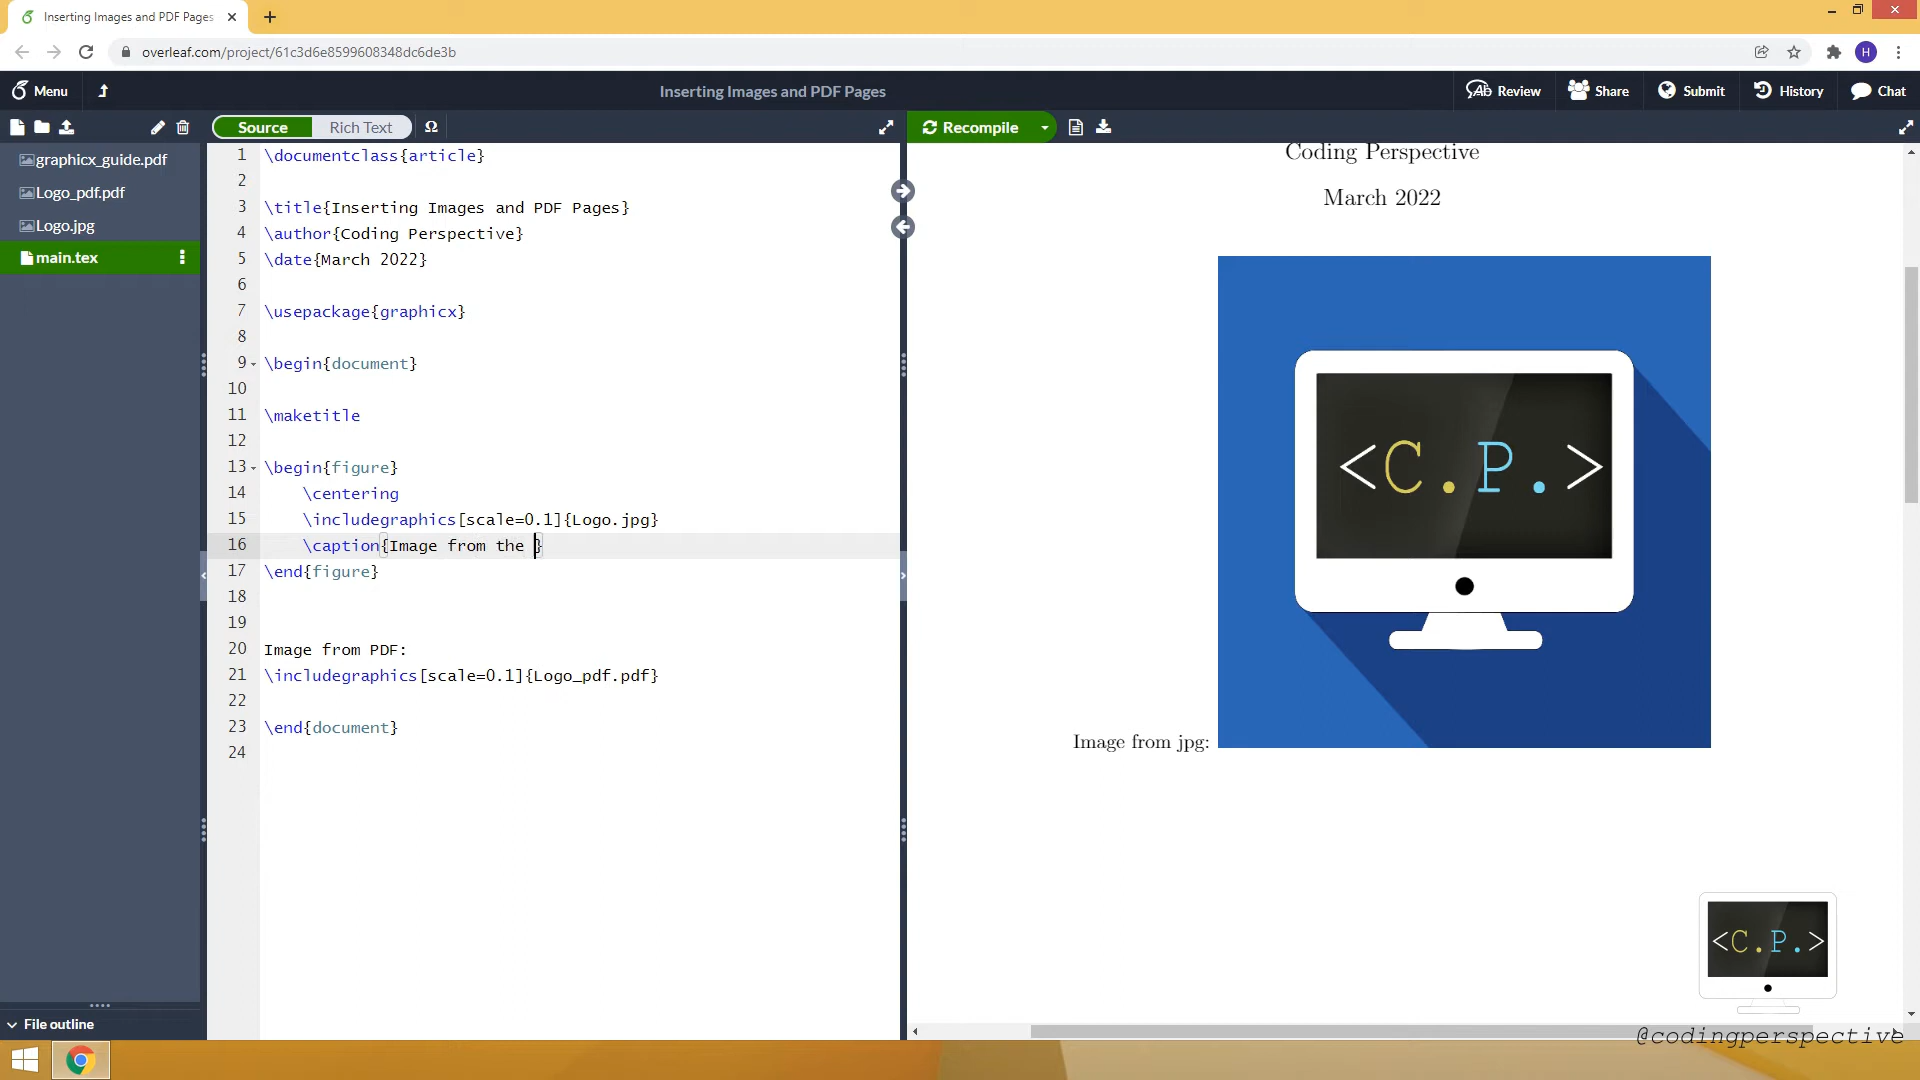 Inserting Images and PDF Pages
overleaf.com/project/61c3d6e8599608348dc6de3b
H
Menu
Inserting Images and PDF Pages
Review
Share
Submit
History
Chat
Source
Rich Text
Ω
Recompile
graphicx_guide.pdf
Logo_pdf.pdf
Logo.jpg
main.tex
File outline
1 \documentclass{article}
2
3 \title{Inserting Images and PDF Pages}
4 \author{Coding Perspective}
5 \date{March 2022}
6
7 \usepackage{graphicx}
8
9 \begin{document}
10
11 \maketitle
12
13 \begin{figure}
14 \centering
15 \includegraphics[scale=0.1]{Logo.jpg}
16 \caption{Image from the }
17 \end{figure}
18
19
20 Image from PDF:
21 \includegraphics[scale=0.1]{Logo_pdf.pdf}
22
23 \end{document}
24
Coding Perspective
March 2022
<C.P.>
Image from jpg:
<C.P.>
@codingperspective